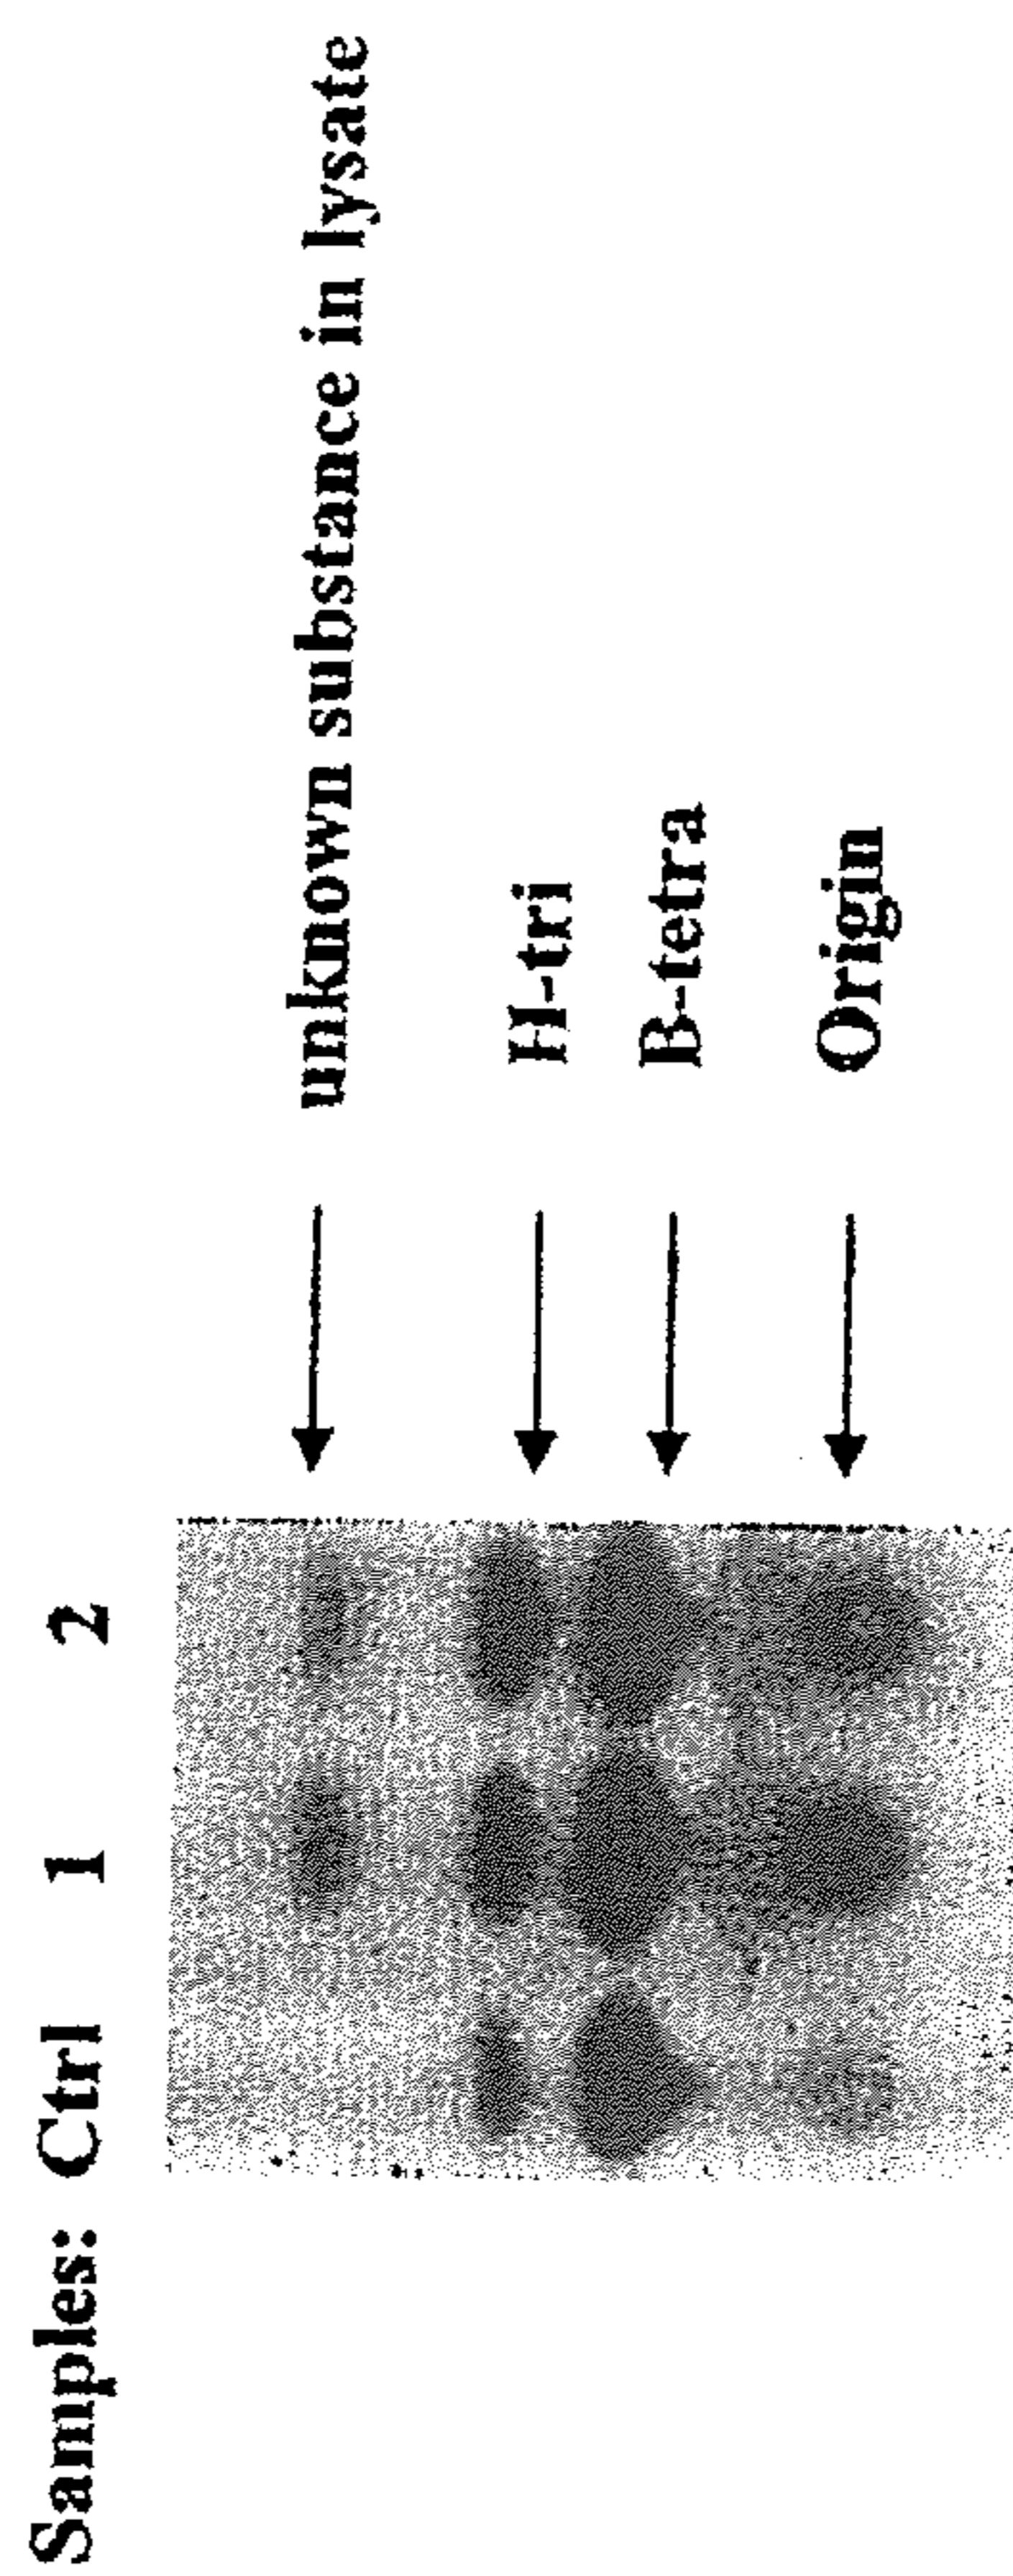 Samples: Ctrl 1 2
unknown substance in lysate
H-tri
B-tetra
Origin